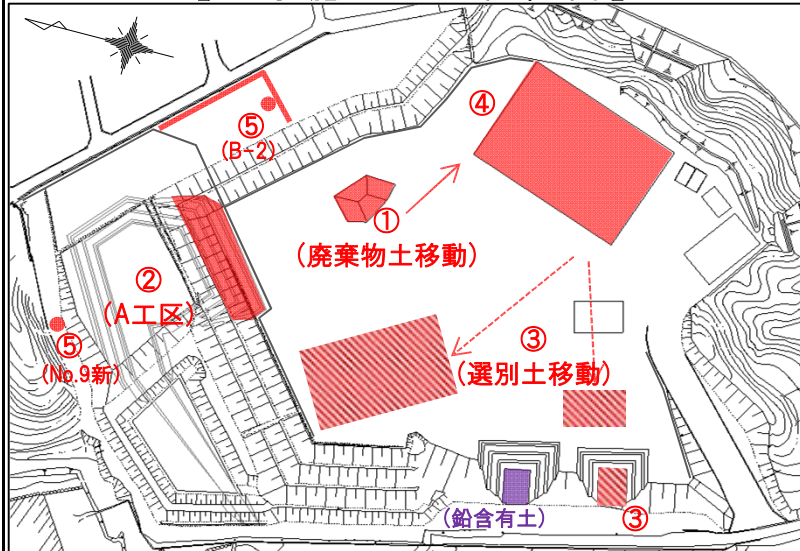 ④
⑤
(B-2)
①
(廃棄物土移動)
②
(A工区)
⑤
(No.9新)
③
(選別土移動)
(鉛含有土)
③